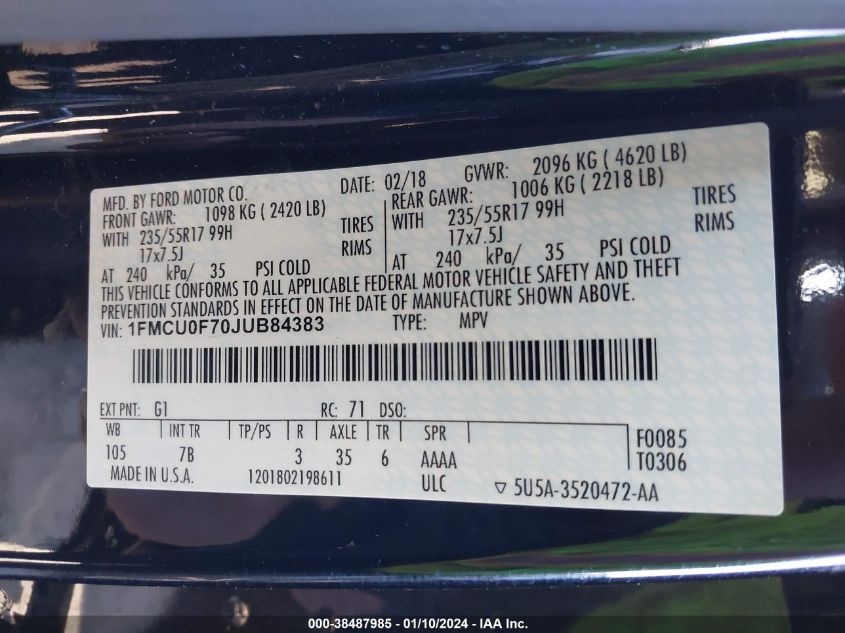 MFD. BY FORD MOTOR CO. DATE: 02/18 GVWR: 2096 KG ( 4620 LB)
FRONT GAWR: 1098 KG ( 2420 LB) REAR GAWR: 1006 KG ( 2218 LB)
WITH 235/55R17 99H TIRES WITH 235/55R17 99H TIRES
17x7.5J RIMS 17x7.5J RIMS
AT 240 kPa/ 35 PSI COLD AT 240 kPa/ 35 PSI COLD
THIS VEHICLE CONFORMS TO ALL APPLICABLE FEDERAL MOTOR VEHICLE SAFETY AND THEFT
PREVENTION STANDARDS IN EFFECT ON THE DATE OF MANUFACTURE SHOWN ABOVE.
VIN: 1FMCU0F70JUB84383 TYPE: MPV
EXT PNT: G1 RC: 71 DSO:
WB INT TR TP/PS R AXLE TR SPR F0085
105 7B 3 35 6 AAAA T0306
MADE IN U.S.A. 1201802198611 ULC 5U5A-3520472-AA
000-38487985 - 01/10/2024 - IAA Inc.